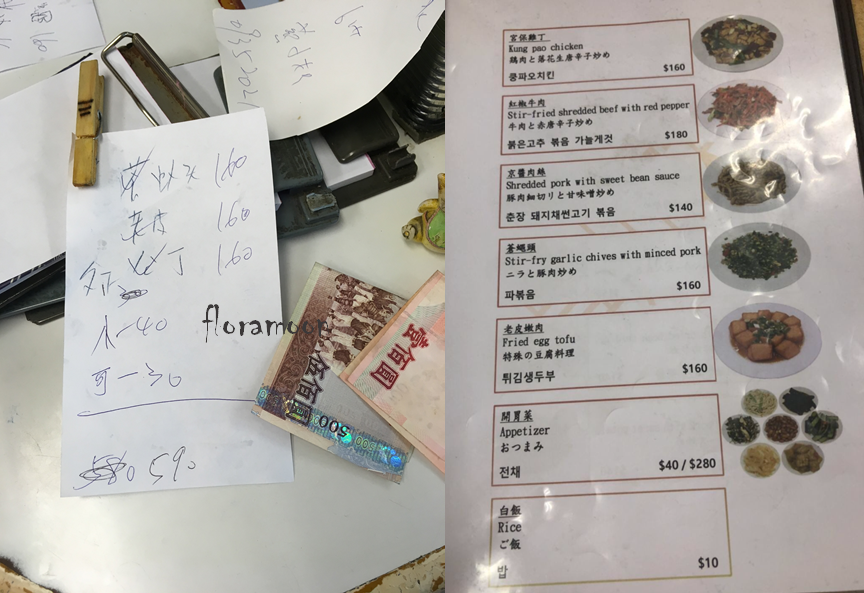 160
160
160
小-40
可-30
590
floramoon
伍佰
500
壹佰圓
宮保雞丁
Kung pao chicken
鶏肉と落花生唐辛子炒め
쿵파오치킨
$160
紅椒牛肉
Stir-fried shredded beef with red pepper
牛肉と赤唐辛子炒め
붉은고주 볶음 가늘게것
$180
京醬肉絲
Shredded pork with sweet bean sauce
豚肉細切りと甘味噌炒め
춘장 돼지채썬고기 볶음
$140
蒼蠅頭
Stir-fry garlic chives with minced pork
ニラと豚肉炒め
파볶음
$160
老皮嫩肉
Fried egg tofu
特殊の豆腐料理
튀김생두부
$160
開胃菜
Appetizer
おつまみ
전채
$40 / $280
白飯
Rice
ご飯
밥
$10